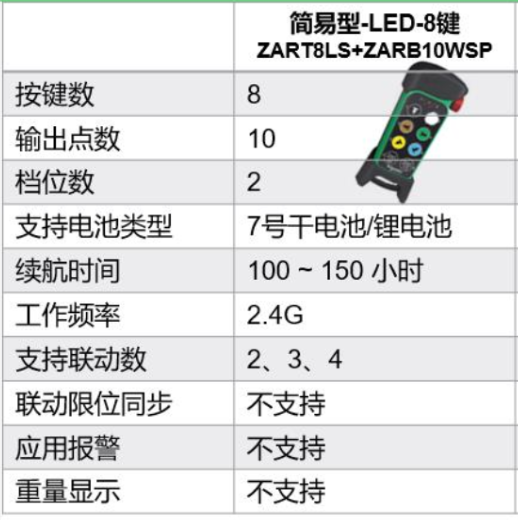 简易型-LED-8键
ZART8LS+ZARB10WSP
按键数 8
输出点数 10
档位数 2
支持电池类型 7号干电池/锂电池
续航时间 100 ~ 150 小时
工作频率 2.4G
支持联动数 2、3、4
联动限位同步 不支持
应用报警 不支持
重量显示 不支持